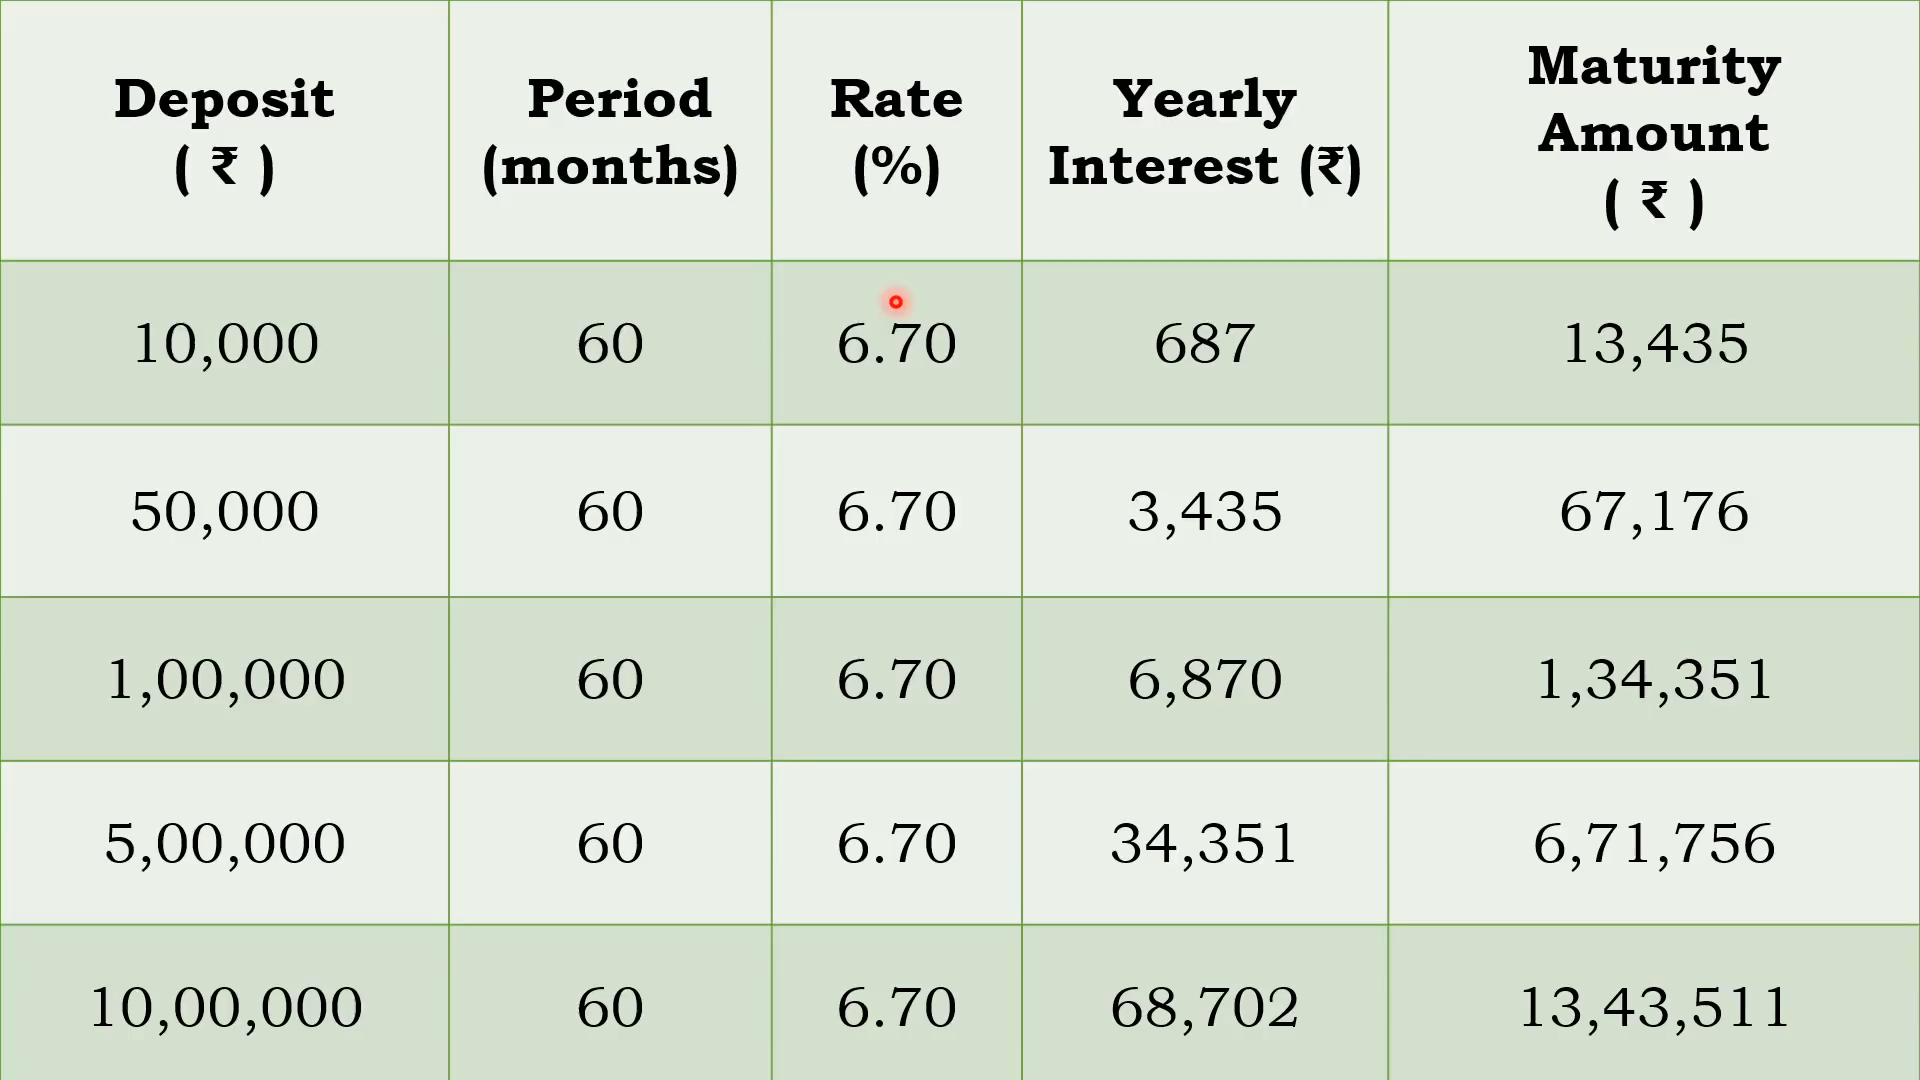 Deposit
( ₹ )
Period
(months)
Rate
(%)
Yearly
Interest (₹)
Maturity
Amount
( ₹ )
10,000 60 6.70 687 13,435
50,000 60 6.70 3,435 67,176
1,00,000 60 6.70 6,870 1,34,351
5,00,000 60 6.70 34,351 6,71,756
10,00,000 60 6.70 68,702 13,43,511